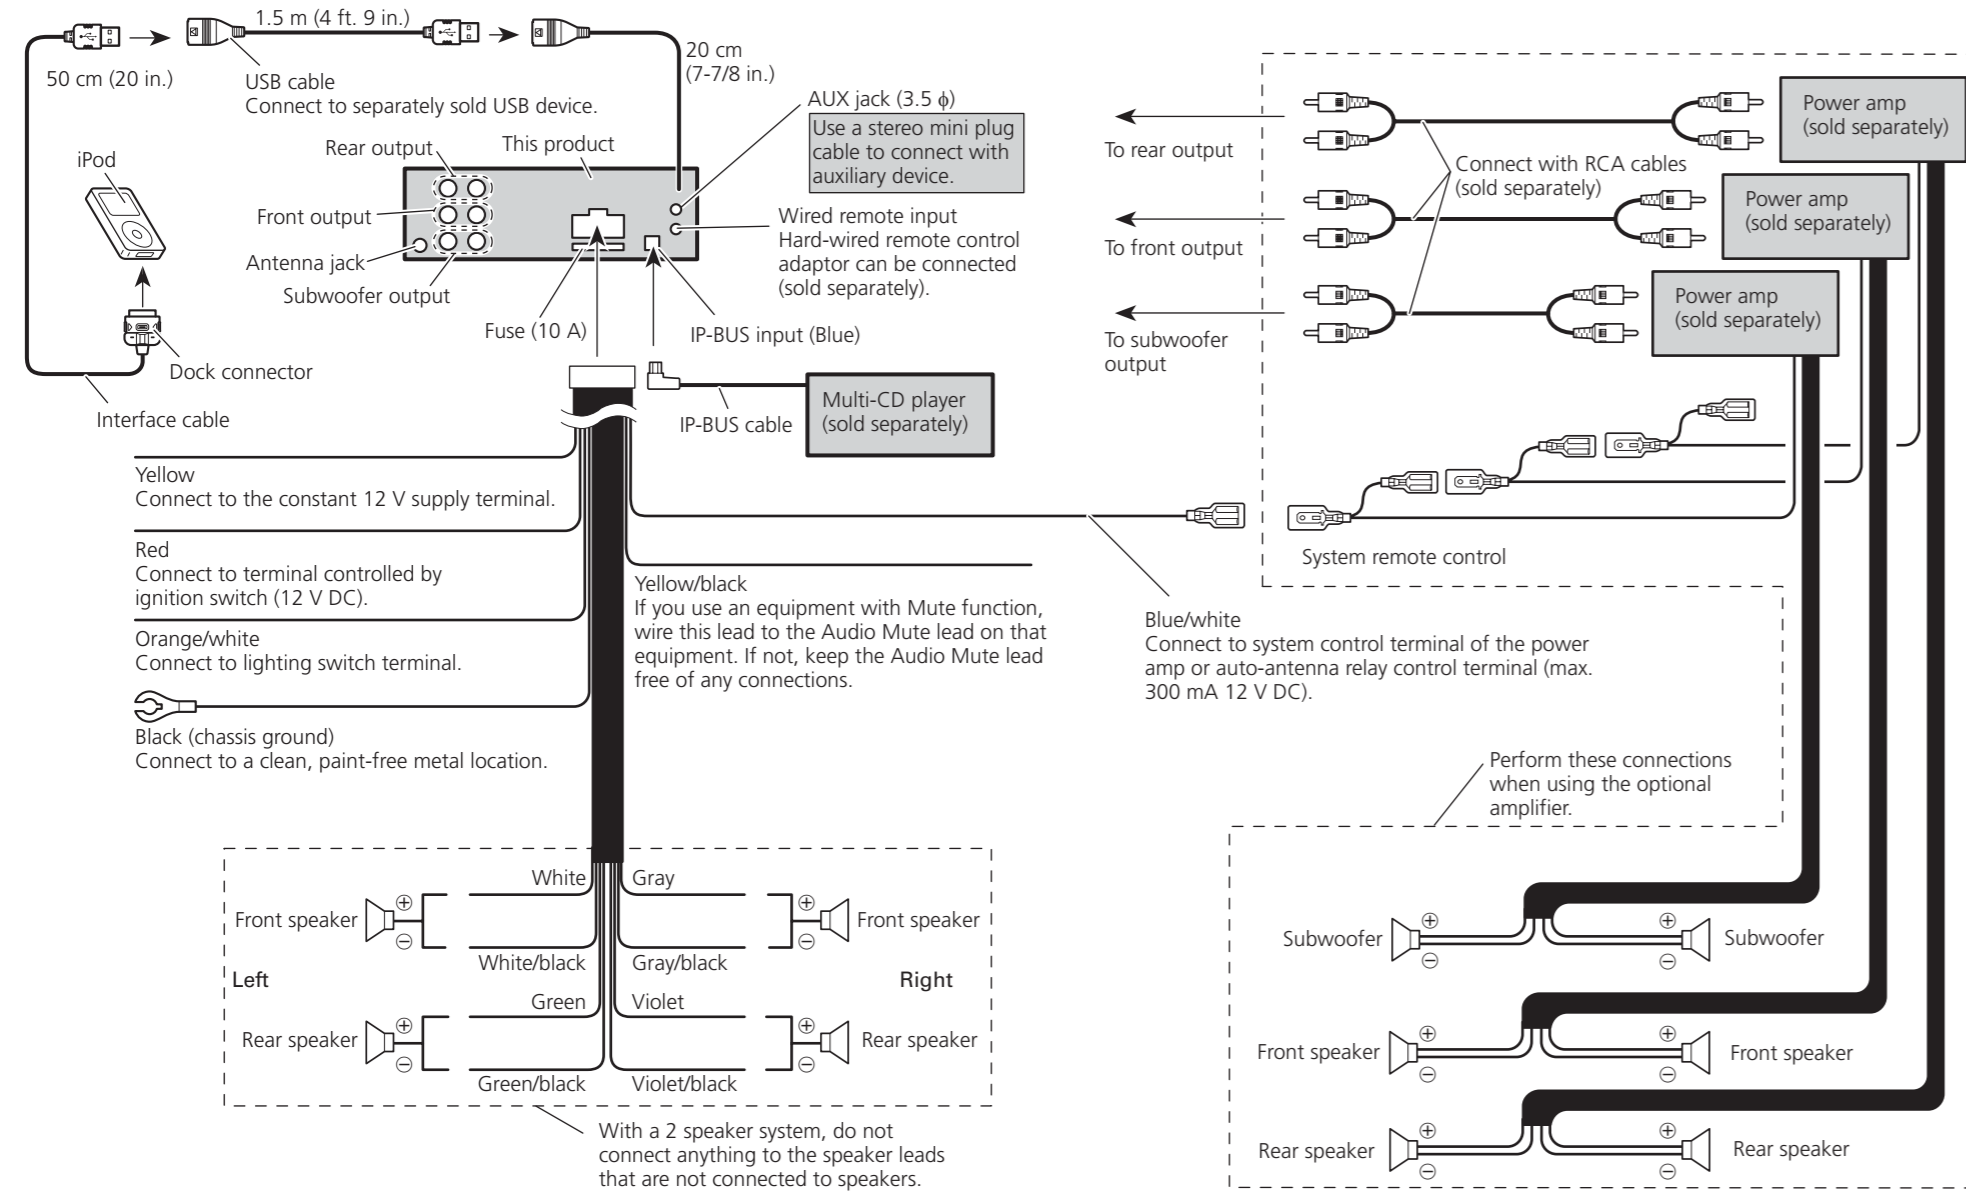 1.5 m (4 ft. 9 in.)
50 cm (20 in.)
USB cable
Connect to separately sold USB device.
20 cm
(7-7/8 in.)
AUX jack (3.5 ϕ)
Use a stereo mini plug
cable to connect with
auxiliary device.
iPod
Rear output
This product
Front output
Antenna jack
Subwoofer output
Wired remote input
Hard-wired remote control
adaptor can be connected
(sold separately).
Fuse (10 A)
IP-BUS input (Blue)
Dock connector
Interface cable
IP-BUS cable
Multi-CD player
(sold separately)
Yellow
Connect to the constant 12 V supply terminal.
Red
Connect to terminal controlled by
ignition switch (12 V DC).
Orange/white
Connect to lighting switch terminal.
Black (chassis ground)
Connect to a clean, paint-free metal location.
Yellow/black
If you use an equipment with Mute function,
wire this lead to the Audio Mute lead on that
equipment. If not, keep the Audio Mute lead
free of any connections.
To rear output
To front output
To subwoofer
output
Connect with RCA cables
(sold separately)
Power amp
(sold separately)
Power amp
(sold separately)
Power amp
(sold separately)
System remote control
Blue/white
Connect to system control terminal of the power
amp or auto-antenna relay control terminal (max.
300 mA 12 V DC).
Perform these connections
when using the optional
amplifier.
White
Gray
Front speaker
⊕
⊖
⊕
⊖
Front speaker
White/black
Gray/black
Left
Right
Green
Violet
Rear speaker
⊕
⊖
⊕
⊖
Rear speaker
Green/black
Violet/black
With a 2 speaker system, do not
connect anything to the speaker leads
that are not connected to speakers.
Subwoofer
⊕
⊖
⊕
⊖
Subwoofer
Front speaker
⊕
⊖
⊕
⊖
Front speaker
Rear speaker
⊕
⊖
⊕
⊖
Rear speaker